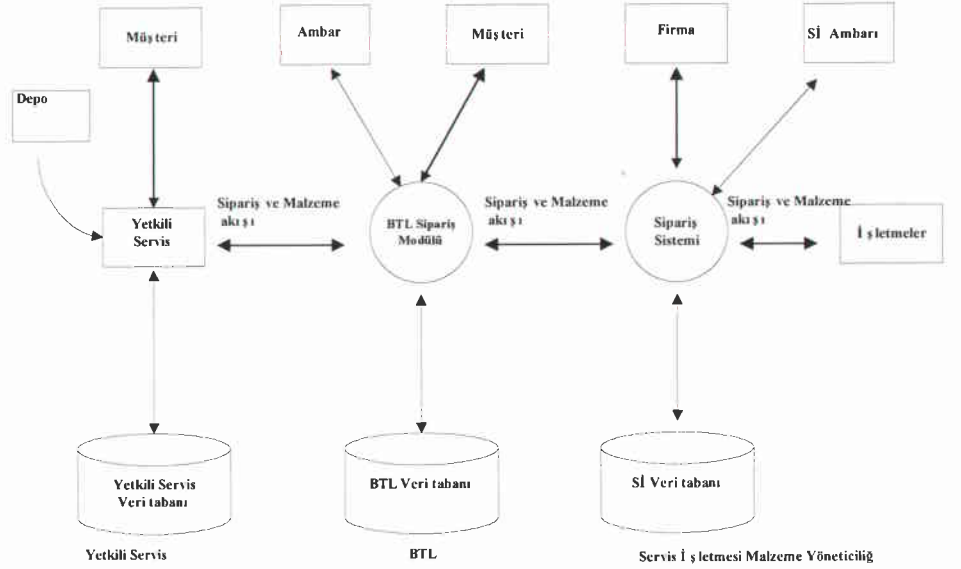 Müşteri
Ambar
Müşteri
Firma
Sİ Ambarı
Depo
Yetkili
Servis
Sipariş ve Malzeme
akışı
BTL Sipariş
Modülü
Sipariş ve Malzeme
akışı
Sipariş
Sistemi
Sipariş ve Malzeme
akışı
İşletmeler
Yetkili Servis
Veri tabanı
BTL Veri tabanı
Sİ Veri tabanı
Yetkili Servis
BTL
Servis İşletmesi Malzeme Yöneticiliğ